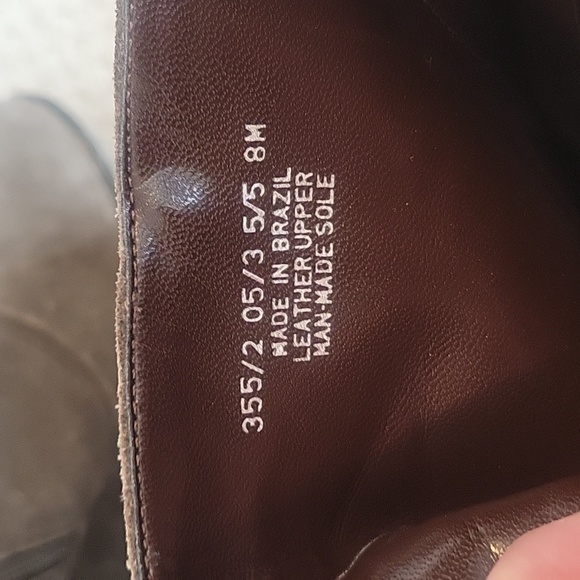 355/2 05/3 5/5 8M
MADE IN BRAZIL
LEATHER UPPER
MAN-MADE SOLE